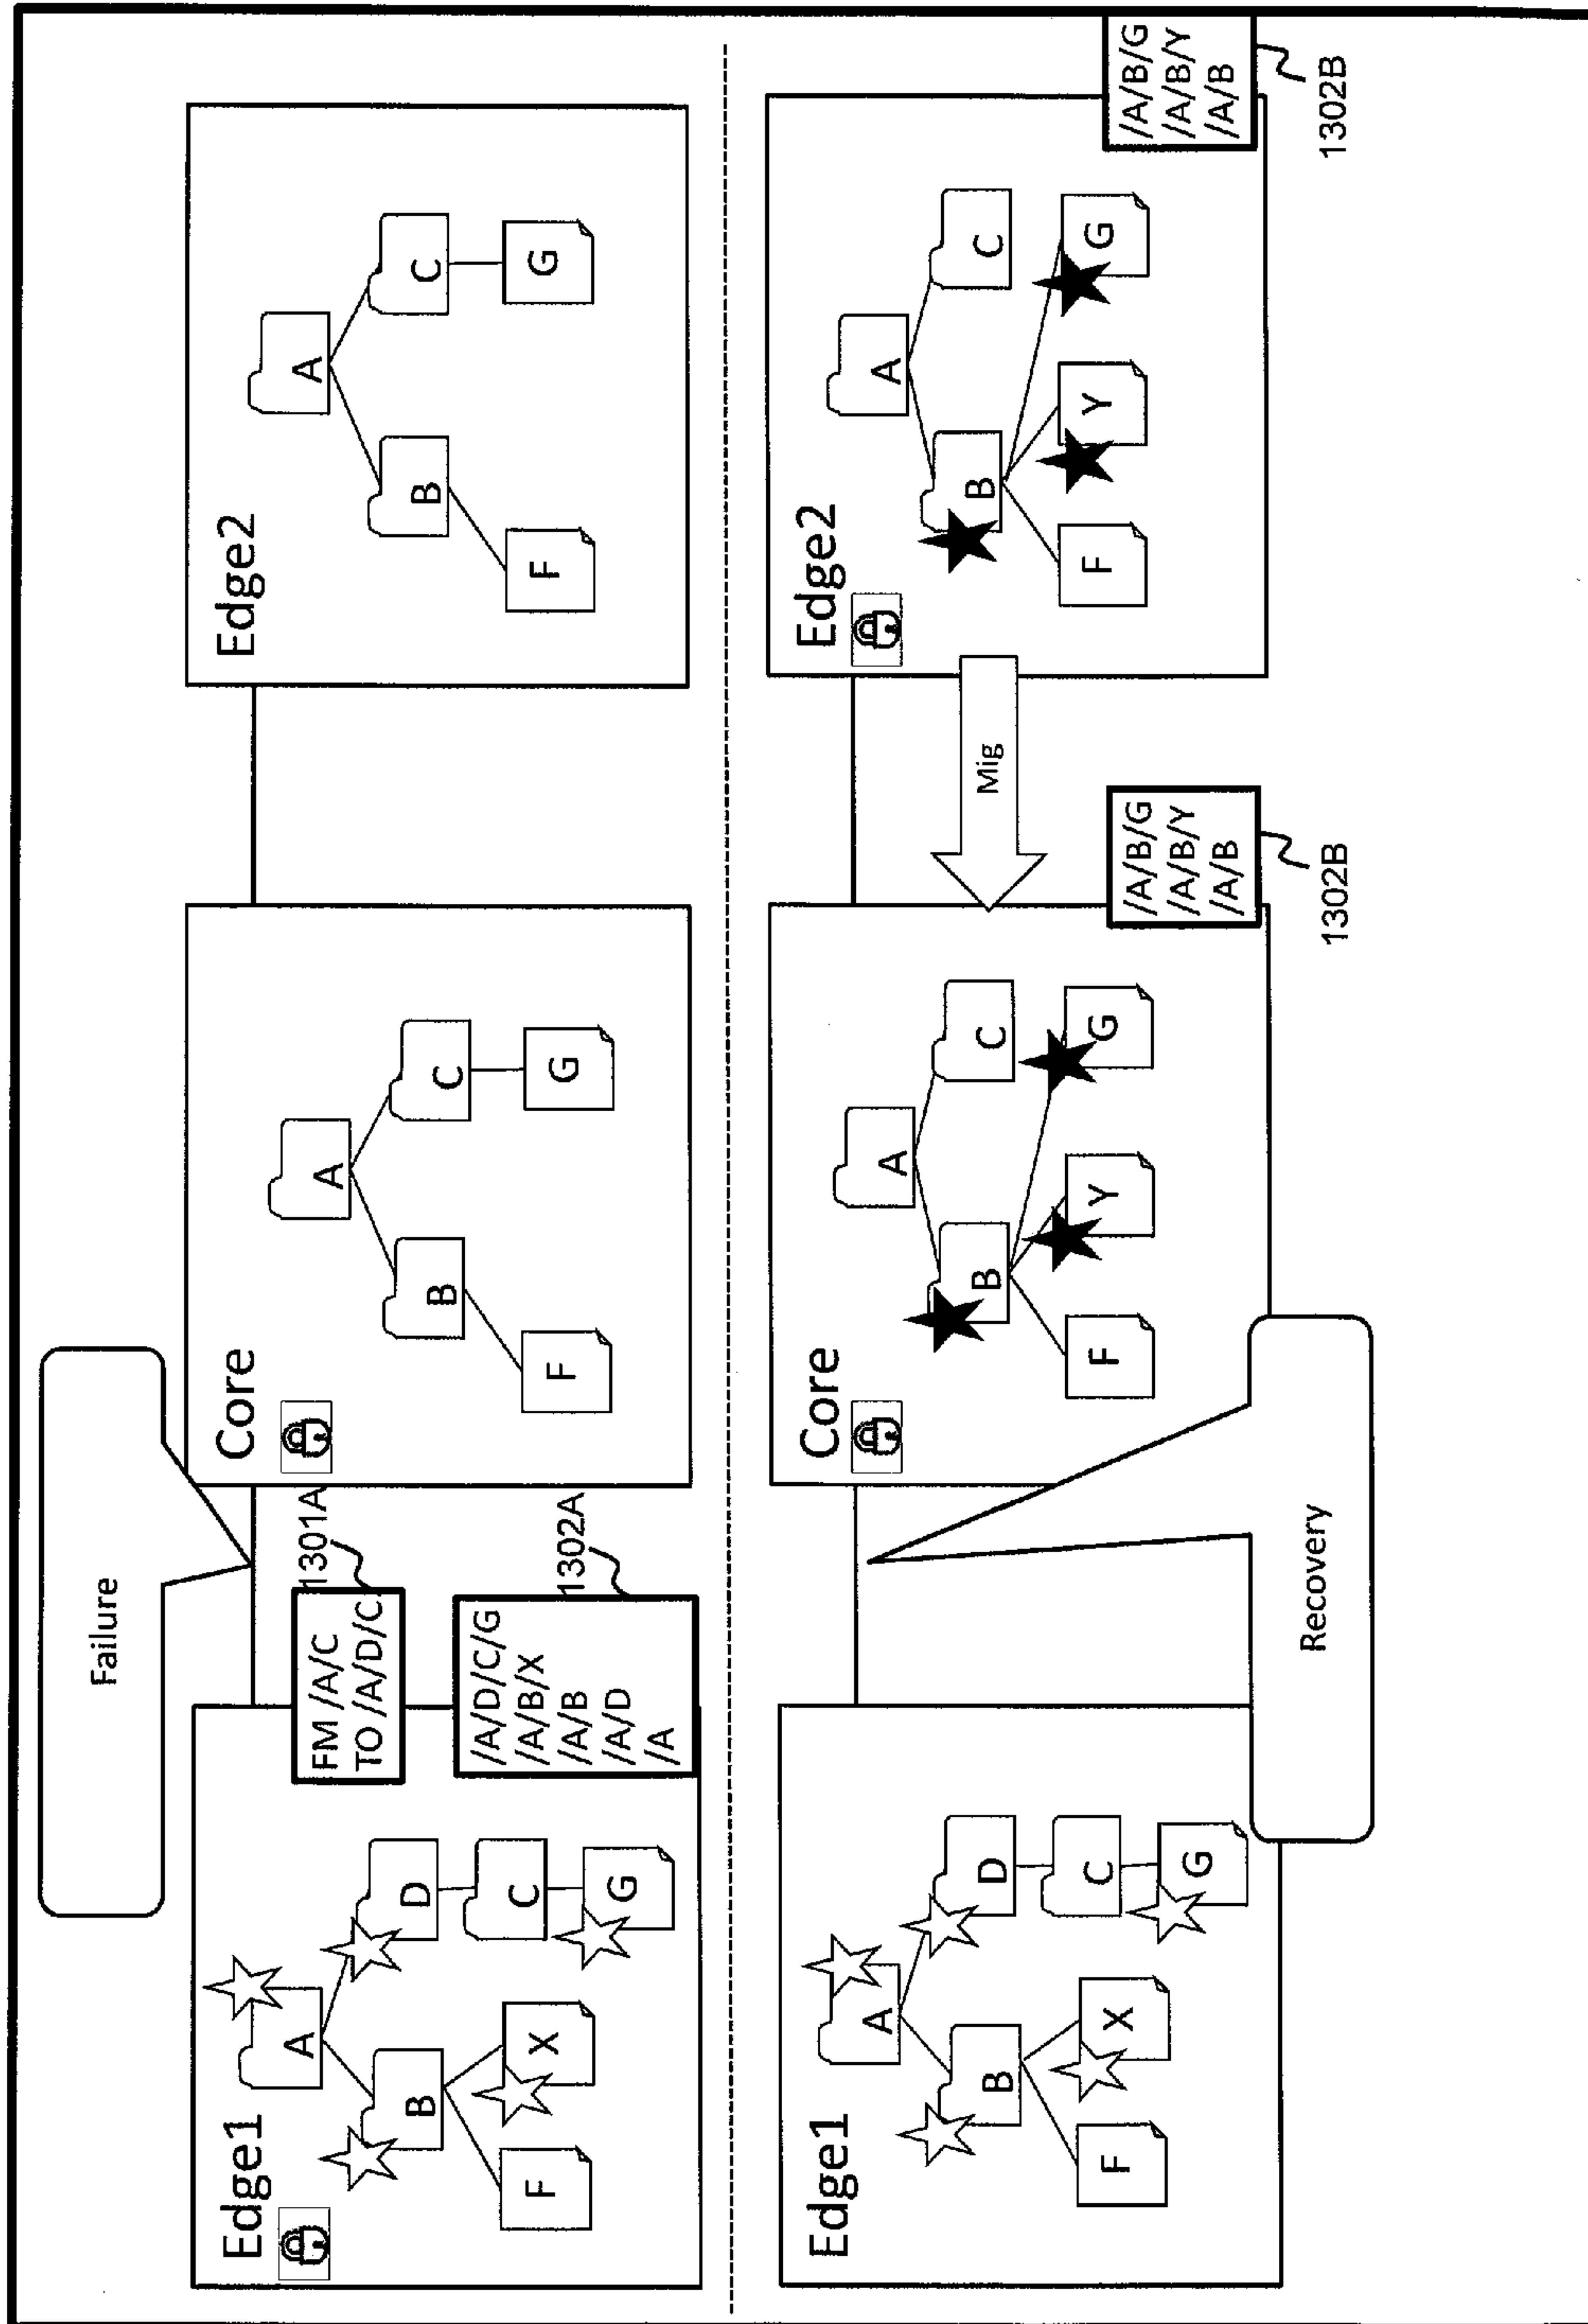 Failure
Edge1
A
B
D
F
X
C
G
FM /A/C
TO /A/D/C
1301A
/A/D/C/G
/A/B/X
/A/B
/A/D
/A
1302A
Core
A
B
C
F
G
Edge2
A
B
C
F
G
Edge1
A
B
D
F
X
C
G
Recovery
Core
A
B
C
F
Y
G
/A/B/G
/A/B/Y
/A/B
1302B
Mig
Edge2
A
B
C
F
Y
G
/A/B/G
/A/B/Y
/A/B
1302B